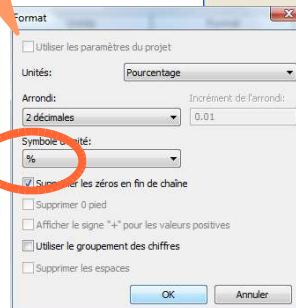 Format
Utiliser les paramètres du projet
Unités: Pourcentage
Arrondi: Incrément de l'arrondi:
2 décimales 0.01
Symbole d'unité:
%
Supprimer les zéros en fin de chaîne
Supprimer 0 pied
Afficher le signe "+" pour les valeurs positives
Utiliser le groupement des chiffres
Supprimer les espaces
OK Annuler